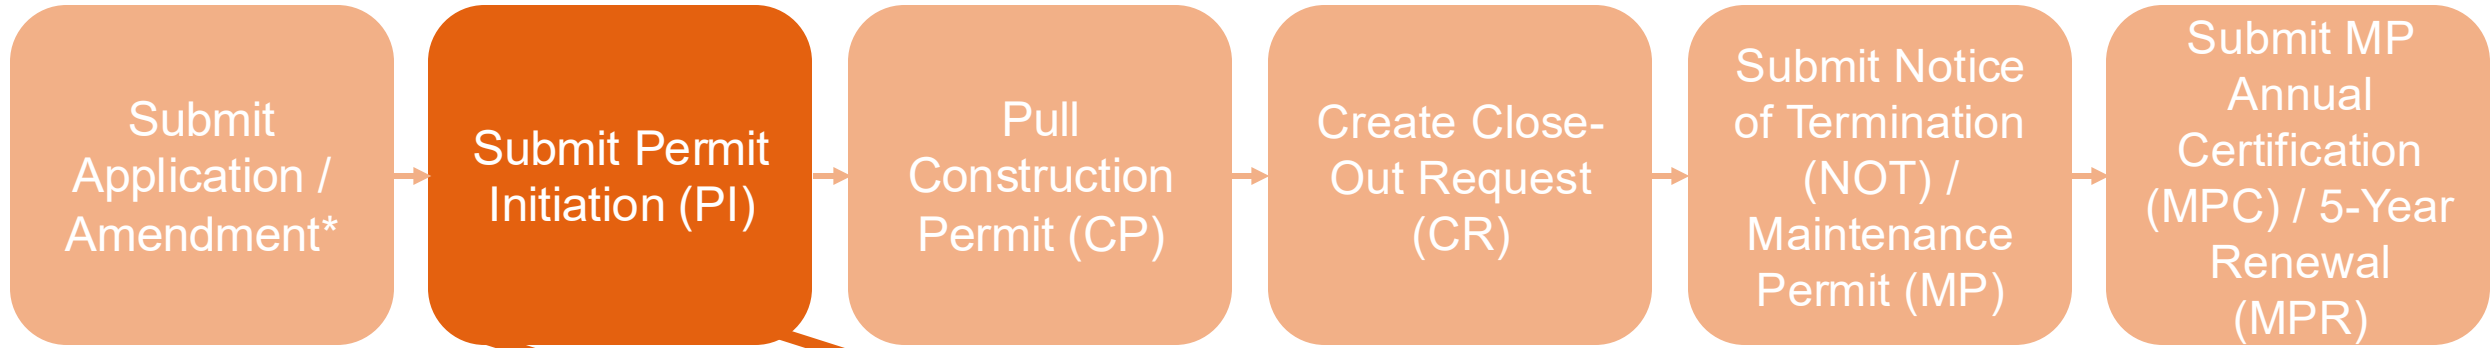 Submit
Application /
Amendment*
Submit Permit
Initiation (PI)
Pull
Construction
Permit (CP)
Create Close-
Out Request
(CR)
Submit Notice
of Termination
(NOT) /
Maintenance
Permit (MP)
Submit MP
Annual
Certification
(MPC) / 5-Year
Renewal
(MPR)